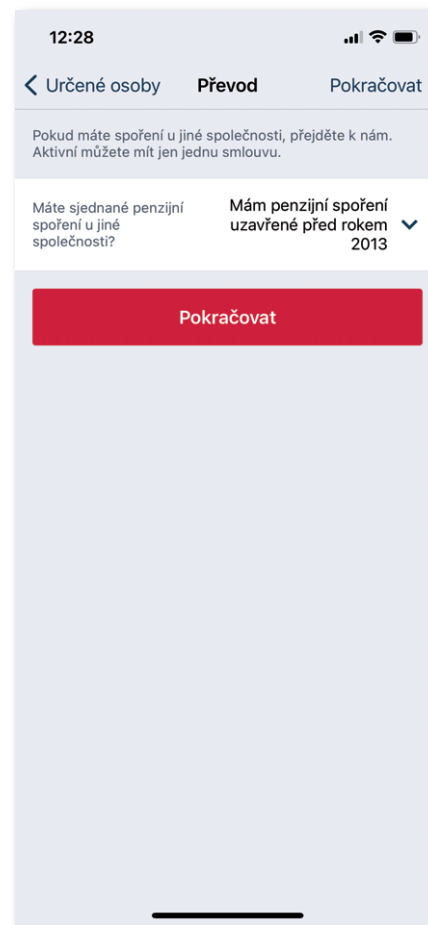 12:28
Určené osoby Převod Pokračovat
Pokud máte spoření u jiné společnosti, přejděte k nám.
Aktivní můžete mít jen jednu smlouvu.
Máte sjednané penzijní
spoření u jiné
společnosti?
Mám penzijní spoření
uzavřené před rokem
2013
Pokračovat